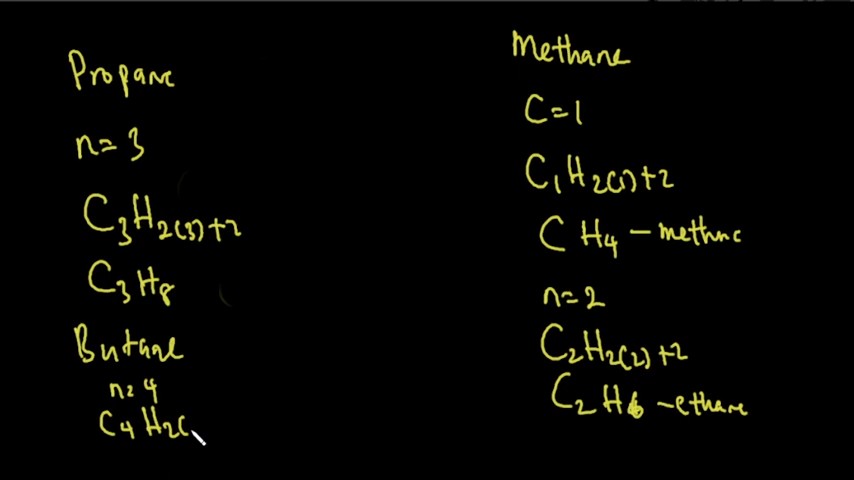 Propane
n=3
C₃H₂₍₃₎₊₂
C₃H₈
Butane
n=4
C₄H₂(
Methane
C=1
C₁H₂₍₁₎₊₂
CH₄ – methane
n=2
C₂H₂₍₂₎₊₂
C₂H₆ – ethane